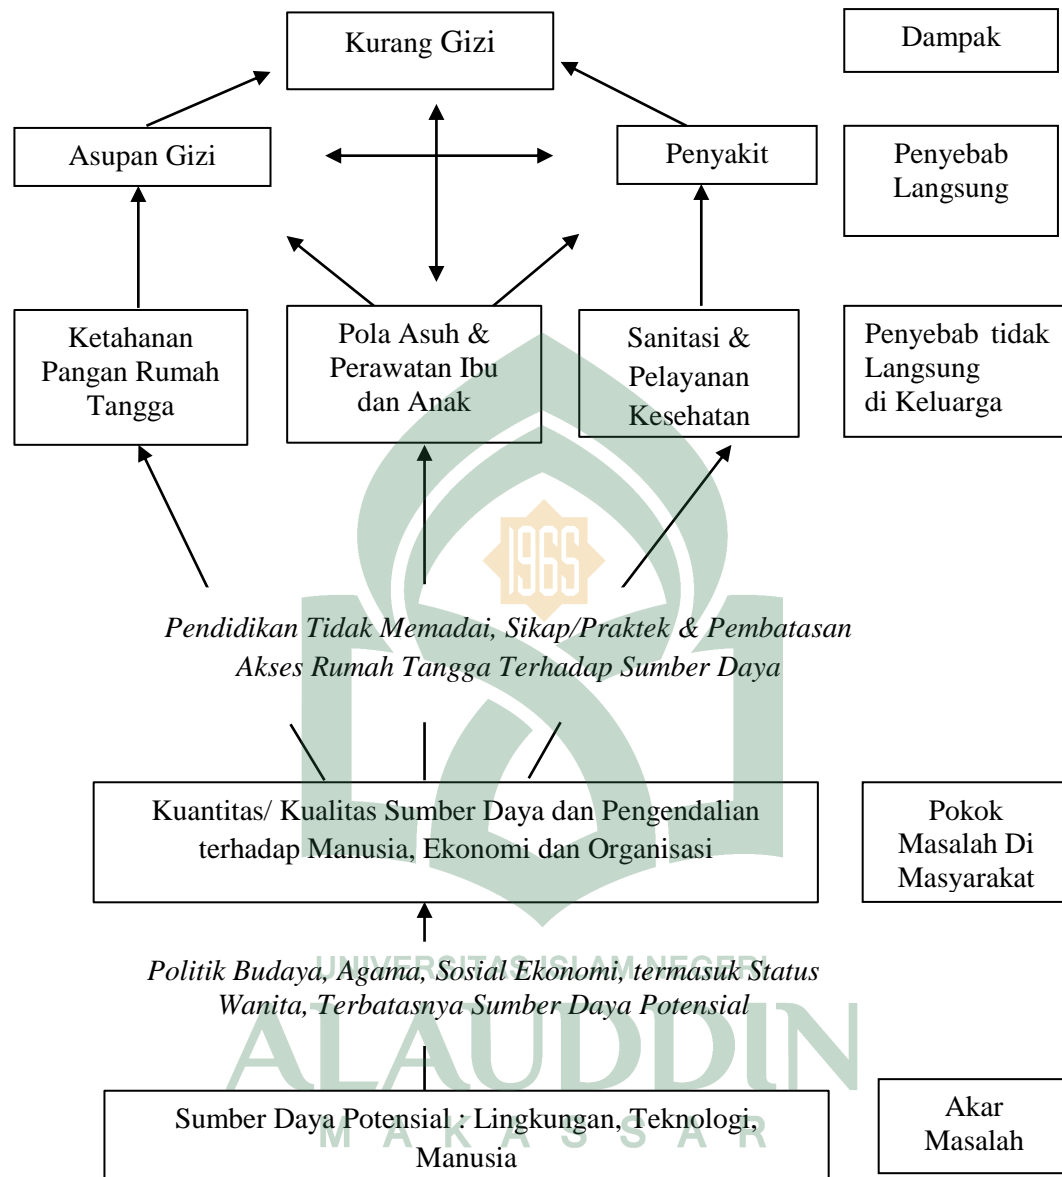 Kurang Gizi
Dampak
Asupan Gizi
Penyakit
Penyebab
Langsung
Ketahanan
Pangan Rumah
Tangga
Pola Asuh &
Perawatan Ibu
dan Anak
Sanitasi &
Pelayanan
Kesehatan
Penyebab tidak
Langsung
di Keluarga
1965
Pendidikan Tidak Memadai, Sikap/Praktek & Pembatasan
Akses Rumah Tangga Terhadap Sumber Daya
Kuantitas/ Kualitas Sumber Daya dan Pengendalian
terhadap Manusia, Ekonomi dan Organisasi
Pokok
Masalah Di
Masyarakat
UNIVERSITAS ISLAM NEGERI
Politik Budaya, Agama, Sosial Ekonomi, termasuk Status
Wanita, Terbatasnya Sumber Daya Potensial
ALAUDDIN
Sumber Daya Potensial : Lingkungan, Teknologi,
Manusia
MAKASSAR
Akar
Masalah